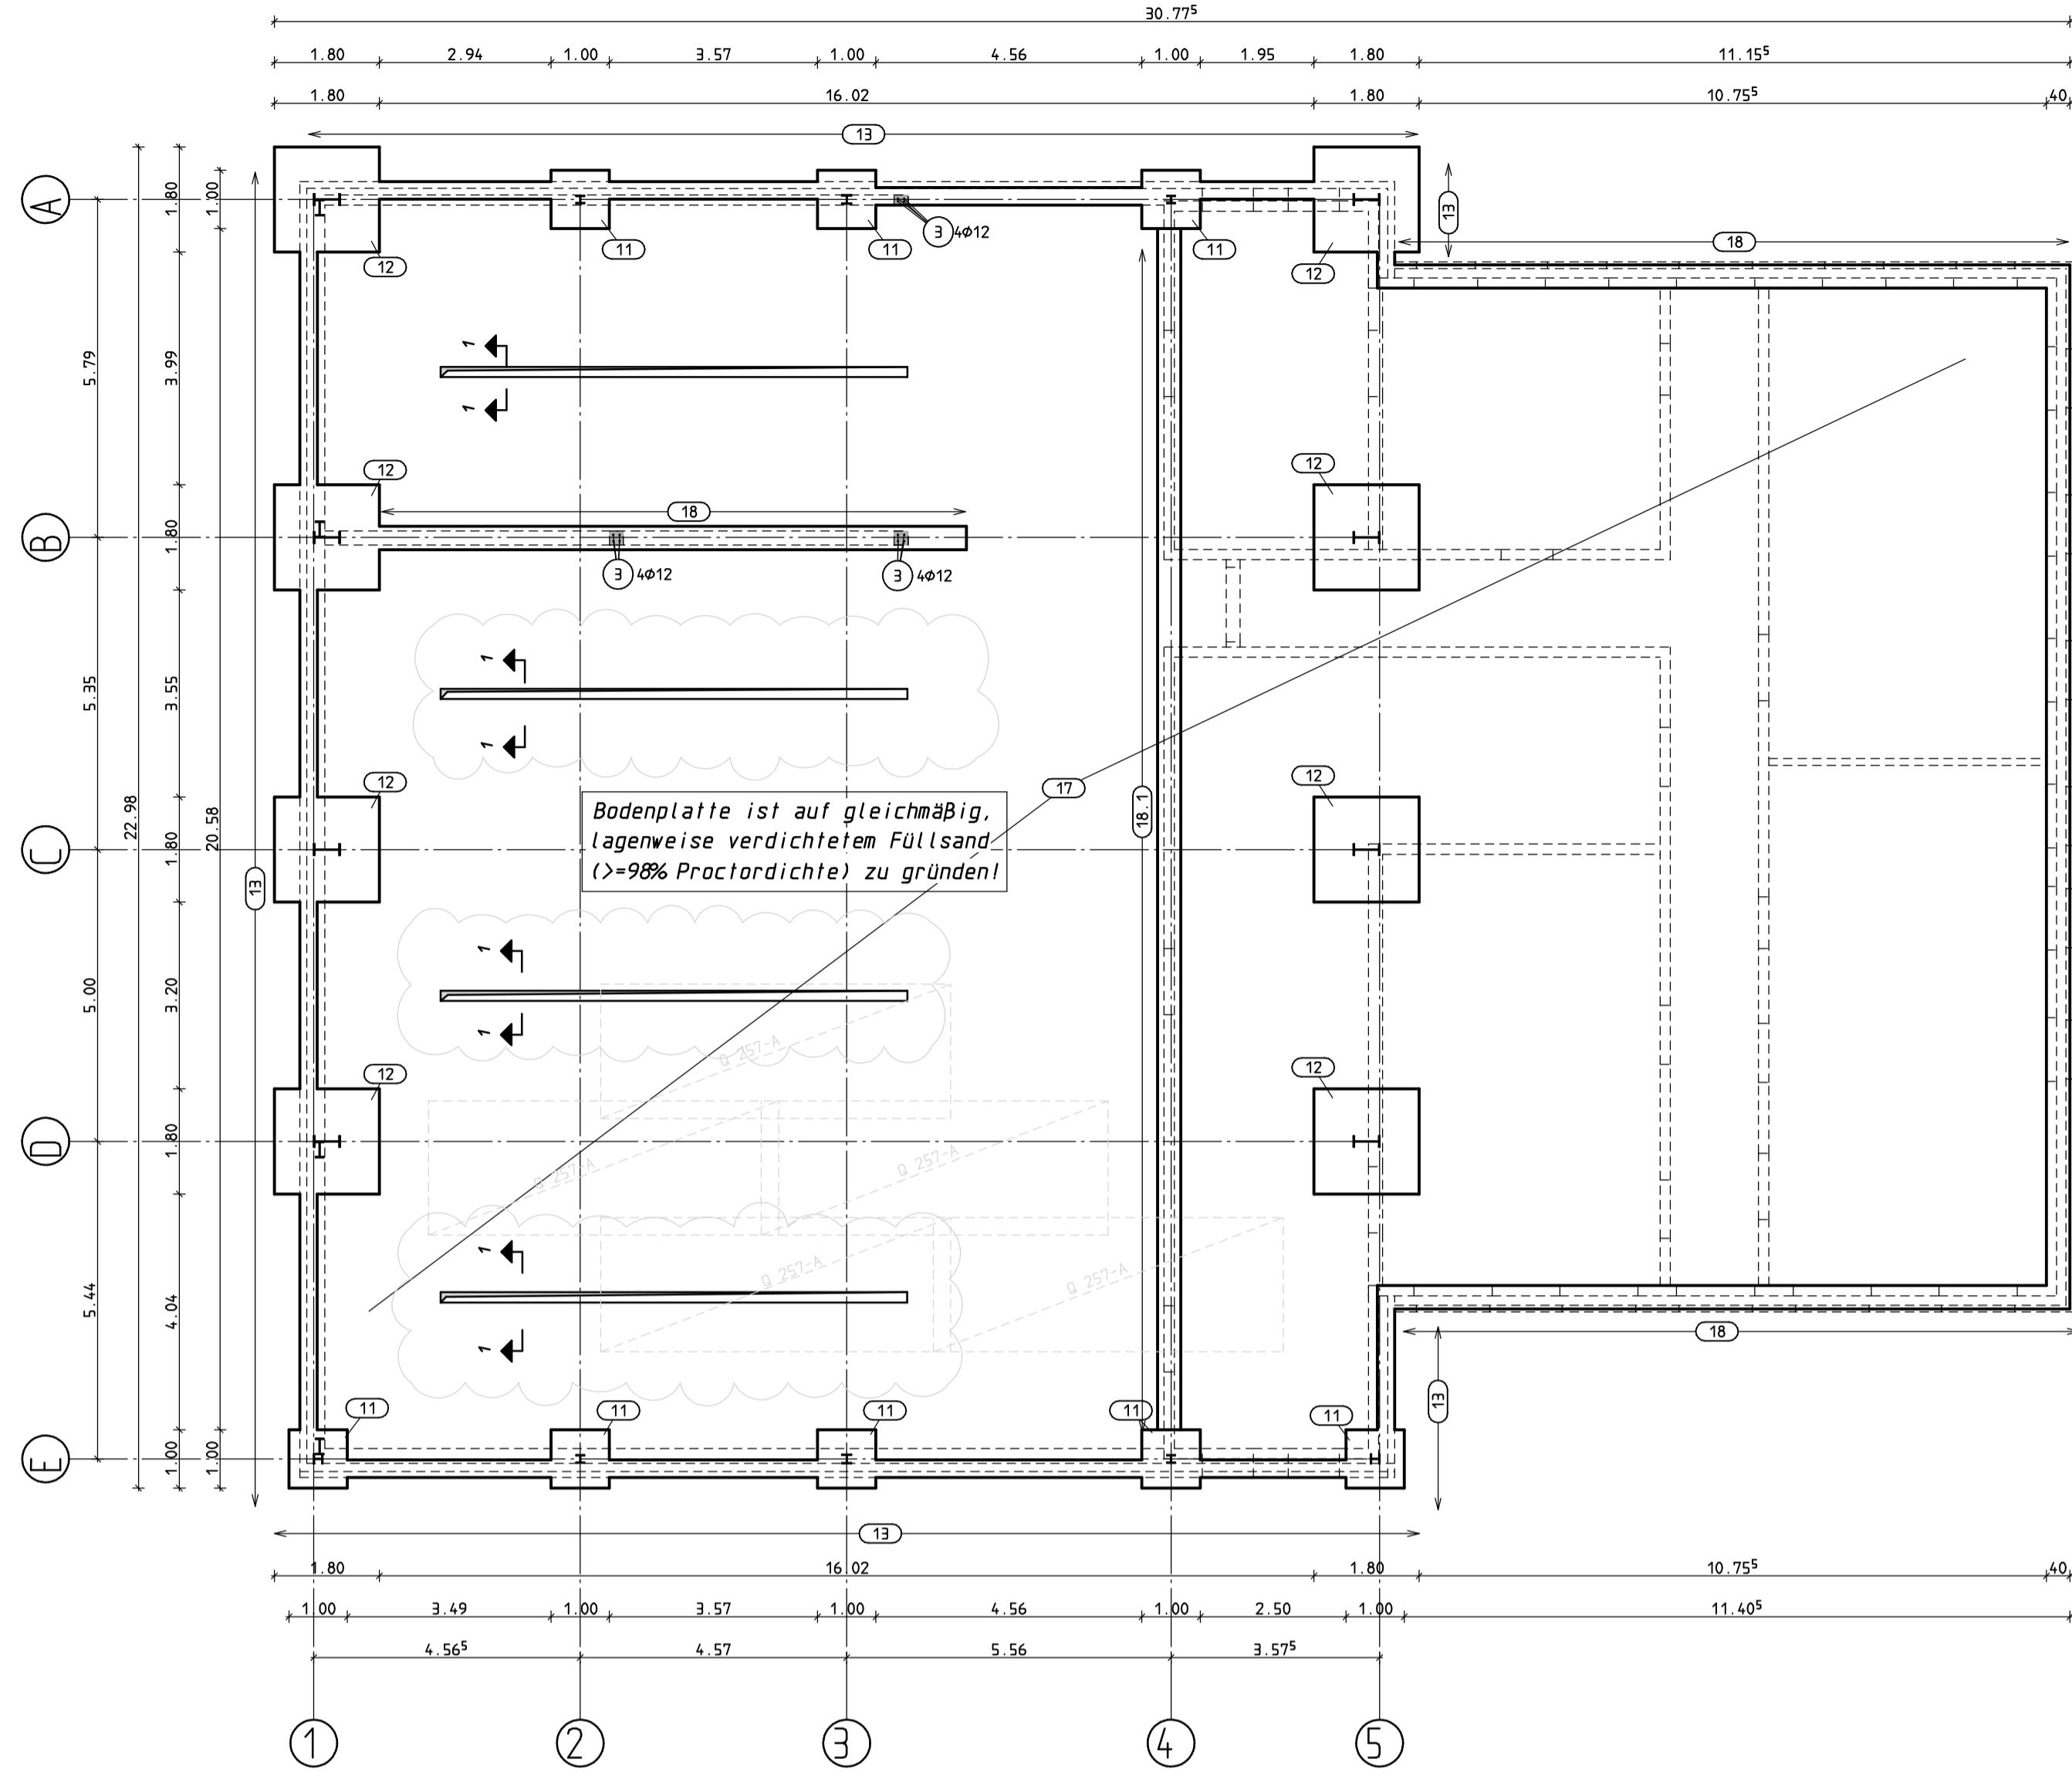 30.77⁵
1.80 2.94 1.00 3.57 1.00 4.56 1.00 1.95 1.80 11.15⁵
1.80 16.02 1.80 10.75⁵ 40
13
A
1.80
1.00
13
3 4Ø12
11 11 11
18
12 12
5.79
3.99
1
1
12 12
18
B
1.80
3 4Ø12 3 4Ø12
5.35
3.55
1
1
12 12
17
22.98
20.58
18.1
Bodenplatte ist auf gleichmäßig,
lagenweise verdichtetem Füllsand
(>=98% Proctordichte) zu gründen!
C
1.80
13
5.00
3.20
1
1
Q 257-A
12 12
D
1.80
Q 257-A Q 257-A
5.44
4.04
1
Q 257-A Q 257-A
1
18
13
11 11 11 11 11
E
1.00
1.00
13
1.80 16.02 1.80 10.75⁵ 40
1.00 3.49 1.00 3.57 1.00 4.56 1.00 2.50 1.00 11.40⁵
4.56⁵ 4.57 5.56 3.57⁵
1 2 3 4 5